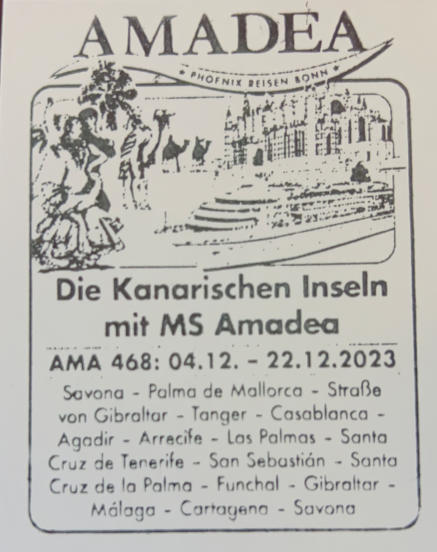 AMADEA
* PHOENIX REISEN BONN *
Die Kanarischen Inseln
mit MS Amadea
AMA 468: 04.12. - 22.12.2023
Savona - Palma de Mallorca - Straße
von Gibraltar - Tanger - Casablanca -
Agadir - Arrecife - Las Palmas - Santa
Cruz de Tenerife - San Sebastián - Santa
Cruz de la Palma - Funchal - Gibraltar -
Málaga - Cartagena - Savona